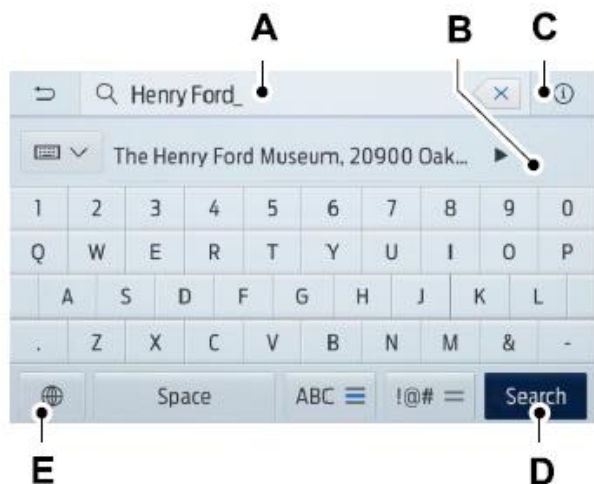 A B C
Henry Ford_
The Henry Ford Museum, 20900 Oak...
1 2 3 4 5 6 7 8 9 0
Q W E R T Y U I O P
A S D F G H J K L
. Z X C V B N M & -
Space ABC !@# = Search
E D